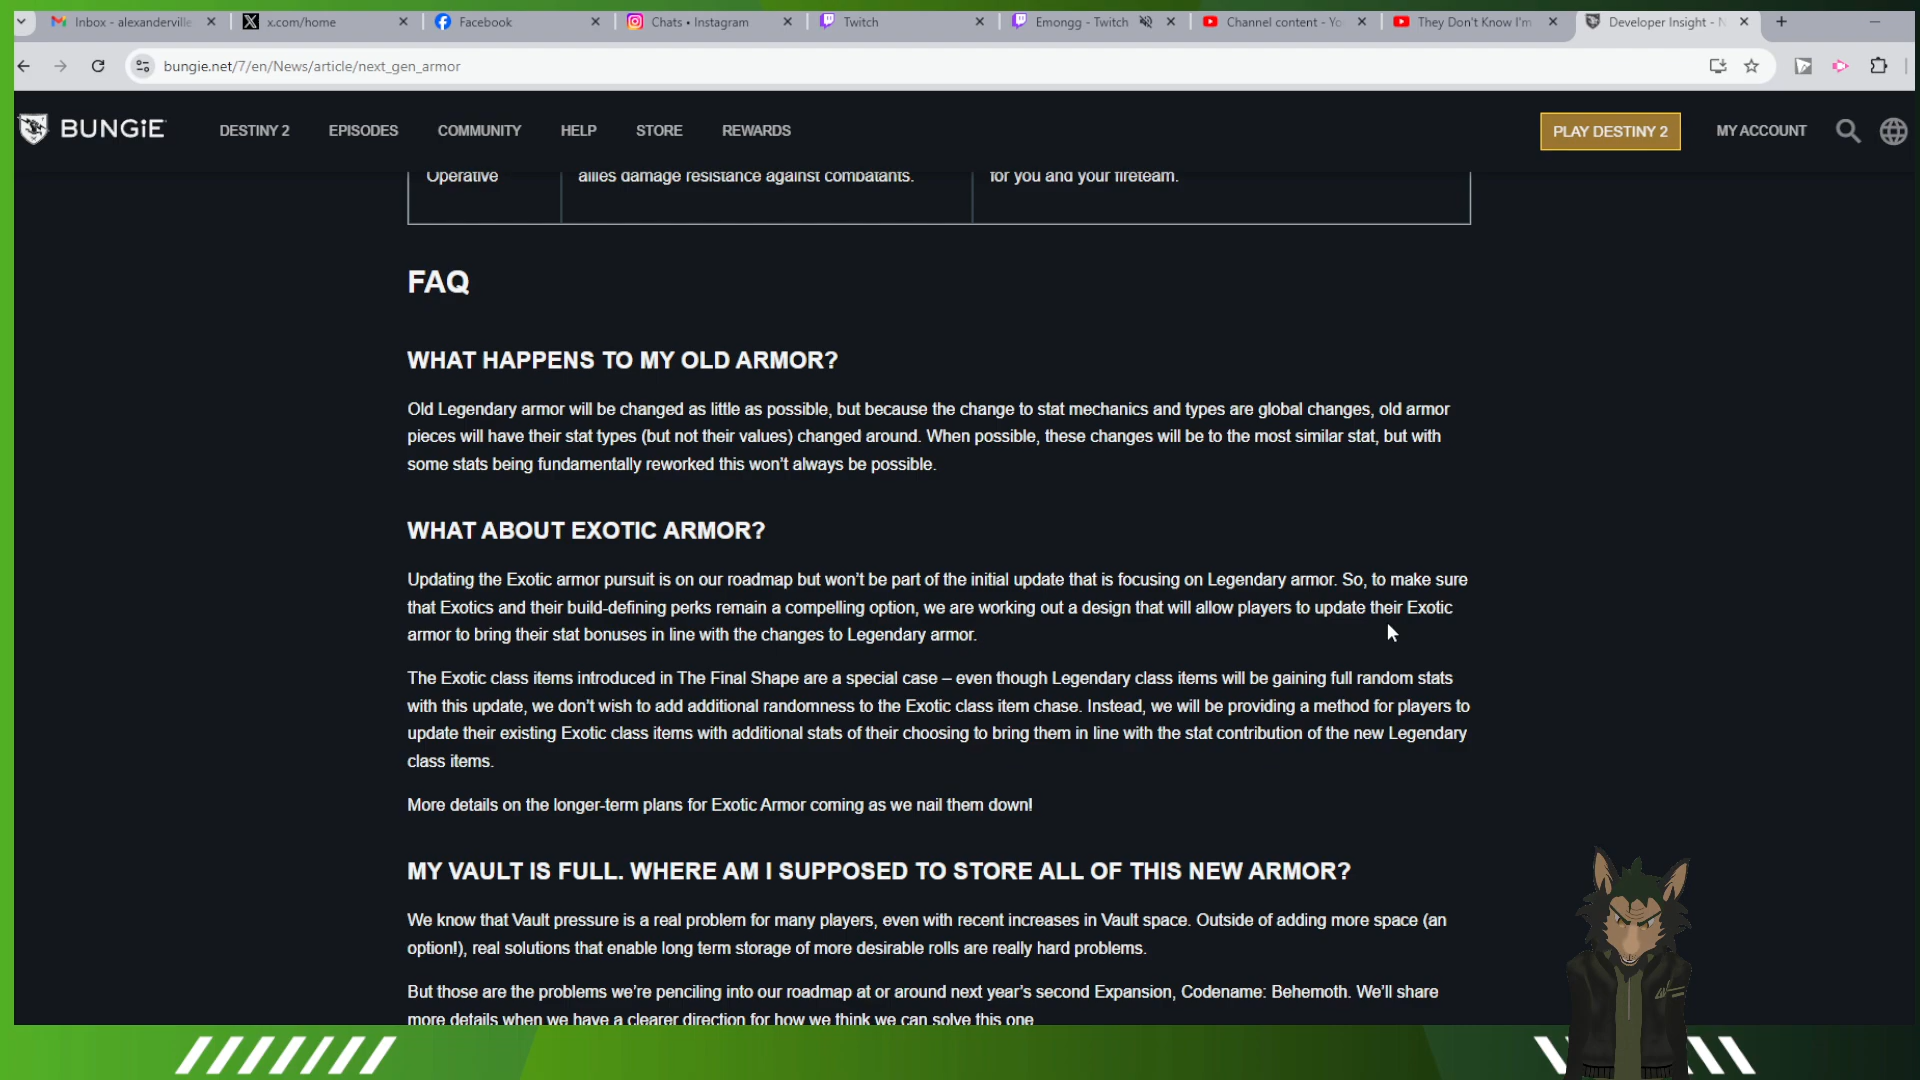 Inbox - alexanderville
x.com/home
Facebook
Chats • Instagram
Twitch
Emongg - Twitch
Channel content - Yo
They Don't Know I'm
Developer Insight - N
bungie.net/7/en/News/article/next_gen_armor
BUNGiE
DESTINY 2
EPISODES
COMMUNITY
HELP
STORE
REWARDS
PLAY DESTINY 2
MY ACCOUNT
Operative
allies damage resistance against combatants.
for you and your fireteam.
FAQ
WHAT HAPPENS TO MY OLD ARMOR?
Old Legendary armor will be changed as little as possible, but because the change to stat mechanics and types are global changes, old armor
pieces will have their stat types (but not their values) changed around. When possible, these changes will be to the most similar stat, but with
some stats being fundamentally reworked this won't always be possible.
WHAT ABOUT EXOTIC ARMOR?
Updating the Exotic armor pursuit is on our roadmap but won't be part of the initial update that is focusing on Legendary armor. So, to make sure
that Exotics and their build-defining perks remain a compelling option, we are working out a design that will allow players to update their Exotic
armor to bring their stat bonuses in line with the changes to Legendary armor.
The Exotic class items introduced in The Final Shape are a special case – even though Legendary class items will be gaining full random stats
with this update, we don't wish to add additional randomness to the Exotic class item chase. Instead, we will be providing a method for players to
update their existing Exotic class items with additional stats of their choosing to bring them in line with the stat contribution of the new Legendary
class items.
More details on the longer-term plans for Exotic Armor coming as we nail them down!
MY VAULT IS FULL. WHERE AM I SUPPOSED TO STORE ALL OF THIS NEW ARMOR?
We know that Vault pressure is a real problem for many players, even with recent increases in Vault space. Outside of adding more space (an
option!), real solutions that enable long term storage of more desirable rolls are really hard problems.
But those are the problems we're penciling into our roadmap at or around next year's second Expansion, Codename: Behemoth. We'll share
more details when we have a clearer direction for how we think we can solve this one